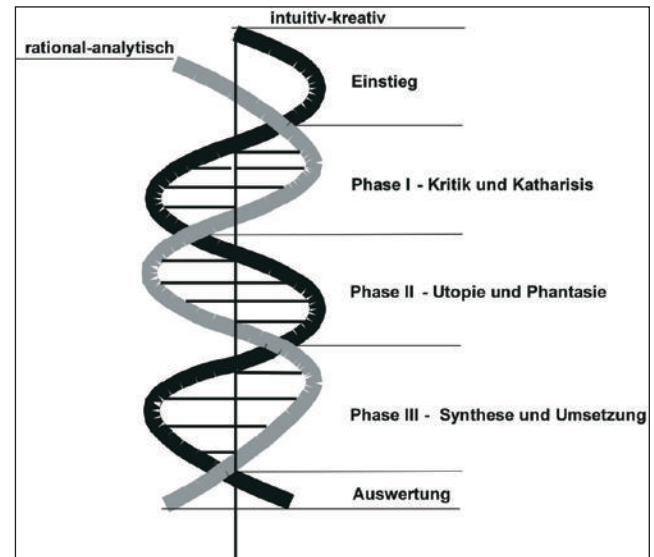 intuitiv-kreativ
rational-analytisch
Einstieg
Phase I - Kritik und Katharisis
Phase II - Utopie und Phantasie
Phase III - Synthese und Umsetzung
Auswertung